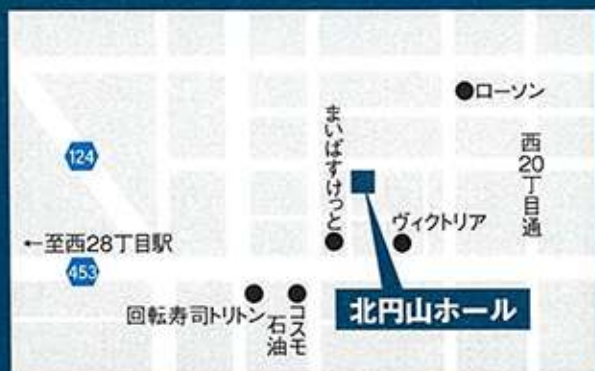 ローソン
まいばすけっと
西20丁目通
124
ヴィクトリア
←至西28丁目駅
453
回転寿司トリトン
コスモ
石油
北円山ホール